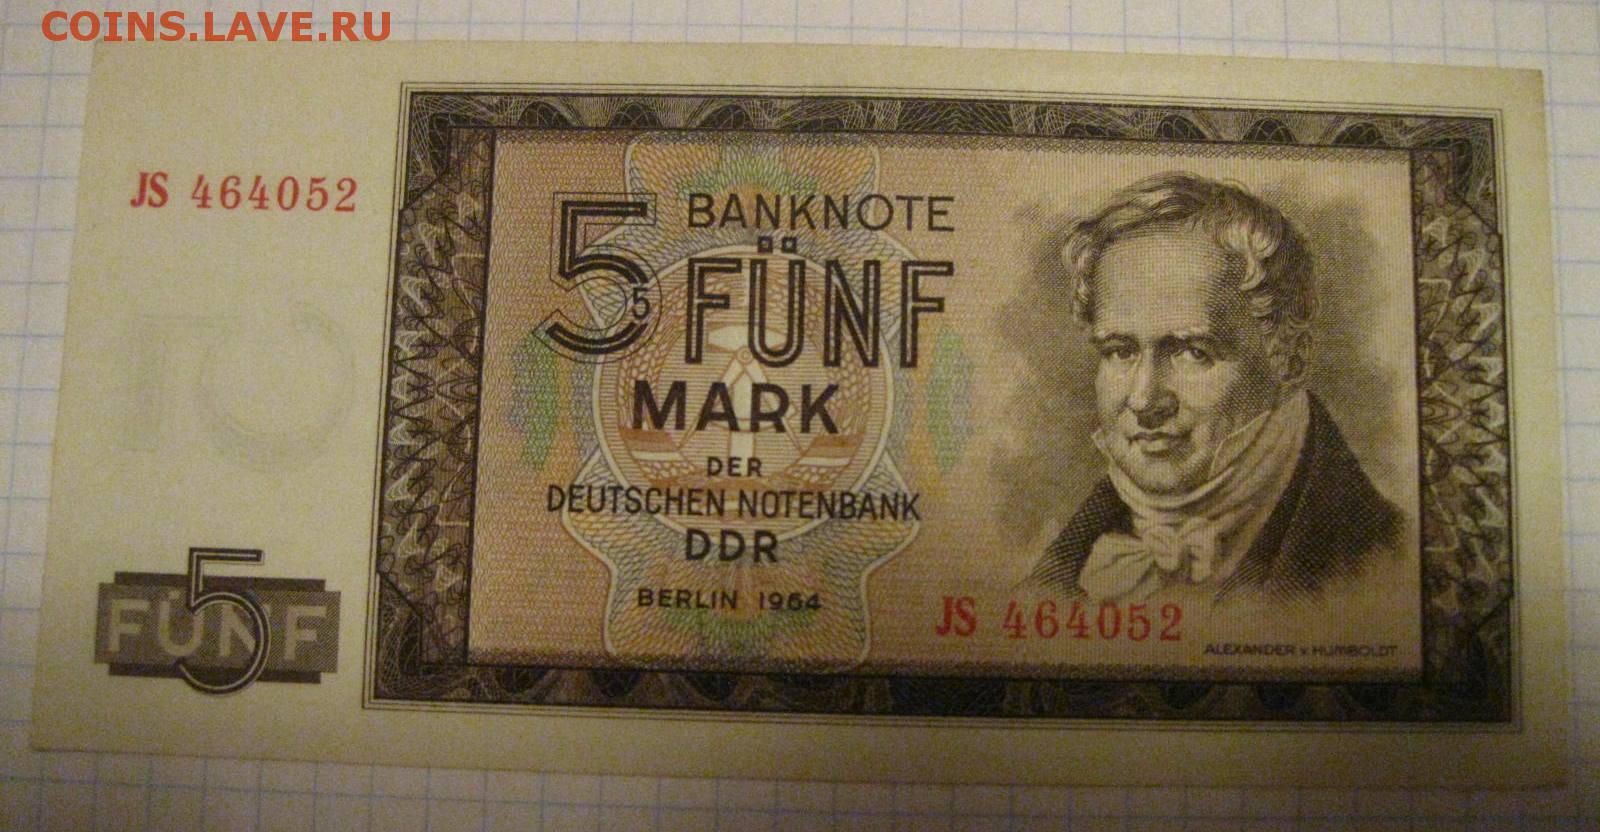 COINS.LAVE.RU
JS 464052
5 BANKNOTE
5 FÜNF
MARK
DER
DEUTSCHEN NOTENBANK
DDR
BERLIN 1964
JS 464052
ALEXANDER v. HUMBOLDT
5
FÜNF